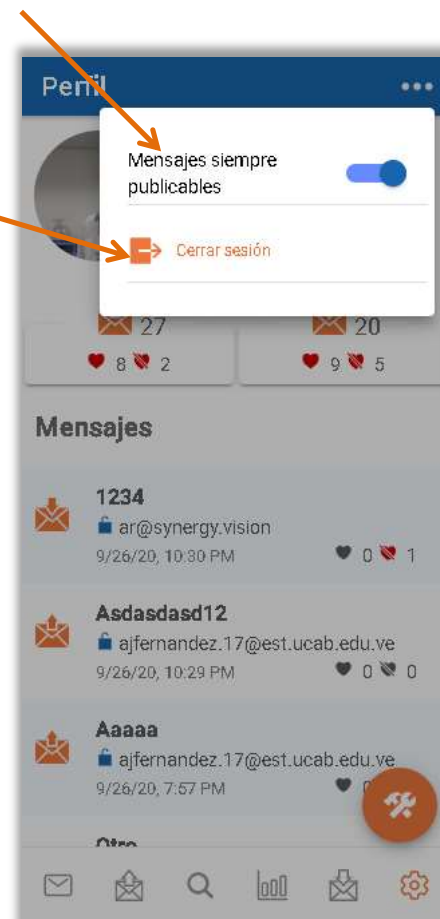 Perfil
Mensajes siempre
publicables
Cerrar sesión
27 20
8 2 9 5
Mensajes
1234
ar@synergy.vision
9/26/20, 10:30 PM 0 1
Asdasdasd12
ajfernandez.17@est.ucab.edu.ve
9/26/20, 10:29 PM 0 0
Aaaaa
ajfernandez.17@est.ucab.edu.ve
9/26/20, 7:57 PM
Otro